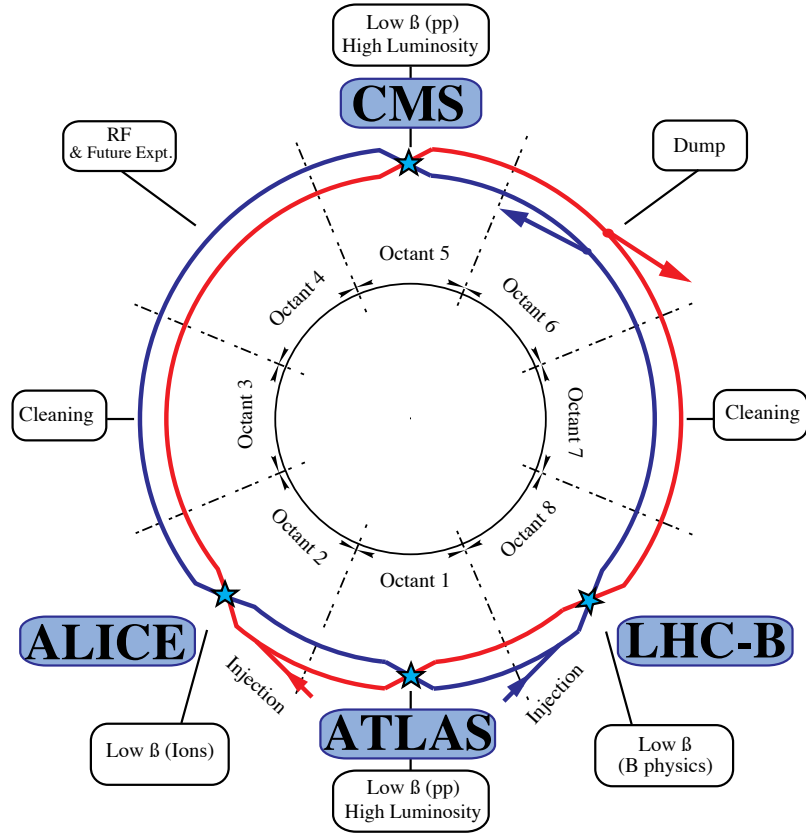 Low ß (pp)
High Luminosity
CMS
RF
& Future Expt.
Dump
Octant 5
Octant 4
Octant 6
Cleaning
Octant 3
Octant 7
Cleaning
Octant 2
Octant 8
Octant 1
ALICE
LHC-B
Injection
Injection
ATLAS
Low ß (Ions)
Low ß
(B physics)
Low ß (pp)
High Luminosity